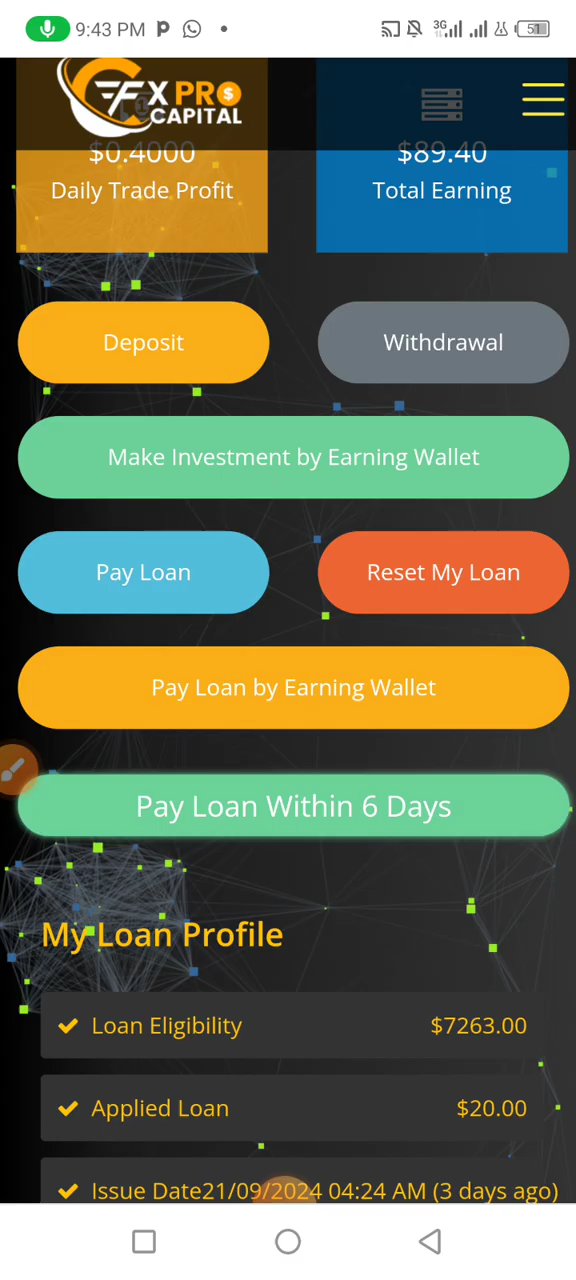 9:43 PM
3G
51
FX PRO
CAPITAL
$0.4000
Daily Trade Profit
$89.40
Total Earning
Deposit
Withdrawal
Make Investment by Earning Wallet
Pay Loan
Reset My Loan
Pay Loan by Earning Wallet
Pay Loan Within 6 Days
My Loan Profile
Loan Eligibility $7263.00
Applied Loan $20.00
Issue Date21/09/2024 04:24 AM (3 days ago)